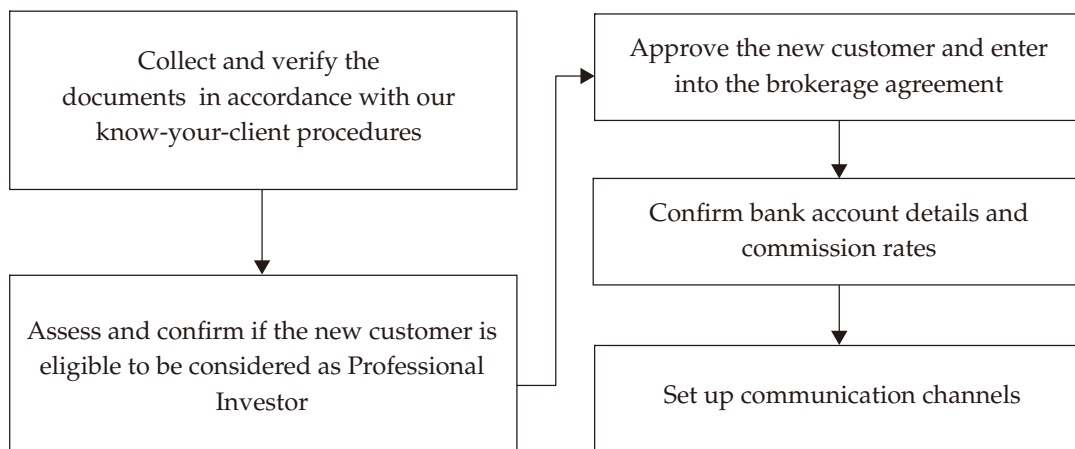 Collect and verify the
documents in accordance with our
know-your-client procedures
Assess and confirm if the new customer is
eligible to be considered as Professional
Investor
Approve the new customer and enter
into the brokerage agreement
Confirm bank account details and
commission rates
Set up communication channels